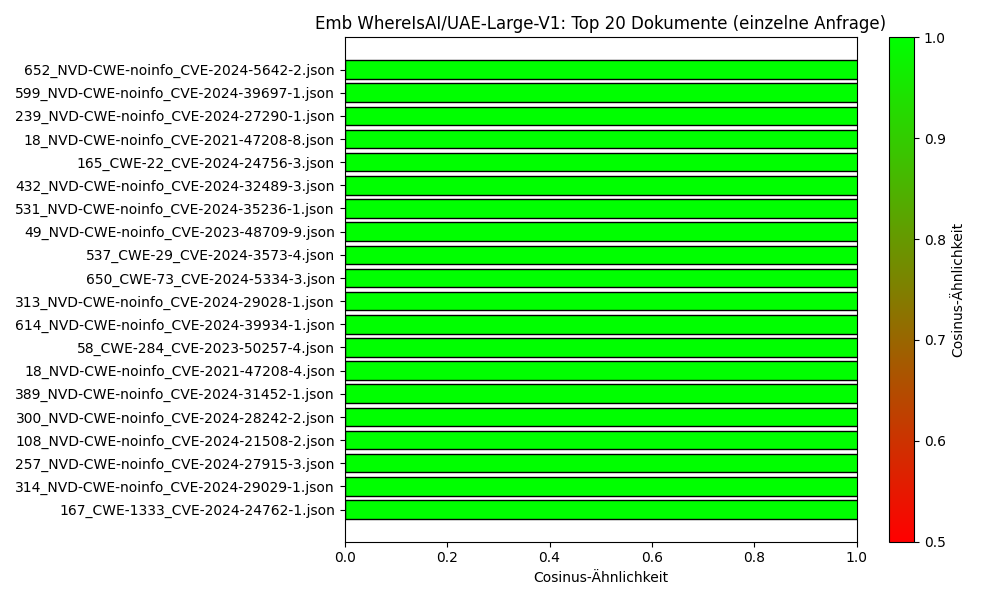 Emb WhereIsAI/UAE-Large-V1: Top 20 Dokumente (einzelne Anfrage)
652_NVD-CWE-noinfo_CVE-2024-5642-2.json
599_NVD-CWE-noinfo_CVE-2024-39697-1.json
239_NVD-CWE-noinfo_CVE-2024-27290-1.json
18_NVD-CWE-noinfo_CVE-2021-47208-8.json
165_CWE-22_CVE-2024-24756-3.json
432_NVD-CWE-noinfo_CVE-2024-32489-3.json
531_NVD-CWE-noinfo_CVE-2024-35236-1.json
49_NVD-CWE-noinfo_CVE-2023-48709-9.json
537_CWE-29_CVE-2024-3573-4.json
650_CWE-73_CVE-2024-5334-3.json
313_NVD-CWE-noinfo_CVE-2024-29028-1.json
614_NVD-CWE-noinfo_CVE-2024-39934-1.json
58_CWE-284_CVE-2023-50257-4.json
18_NVD-CWE-noinfo_CVE-2021-47208-4.json
389_NVD-CWE-noinfo_CVE-2024-31452-1.json
300_NVD-CWE-noinfo_CVE-2024-28242-2.json
108_NVD-CWE-noinfo_CVE-2024-21508-2.json
257_NVD-CWE-noinfo_CVE-2024-27915-3.json
314_NVD-CWE-noinfo_CVE-2024-29029-1.json
167_CWE-1333_CVE-2024-24762-1.json
0.0 0.2 0.4 0.6 0.8 1.0
Cosinus-Ähnlichkeit
1.0
0.9
0.8
0.7
0.6
0.5
Cosinus-Ähnlichkeit